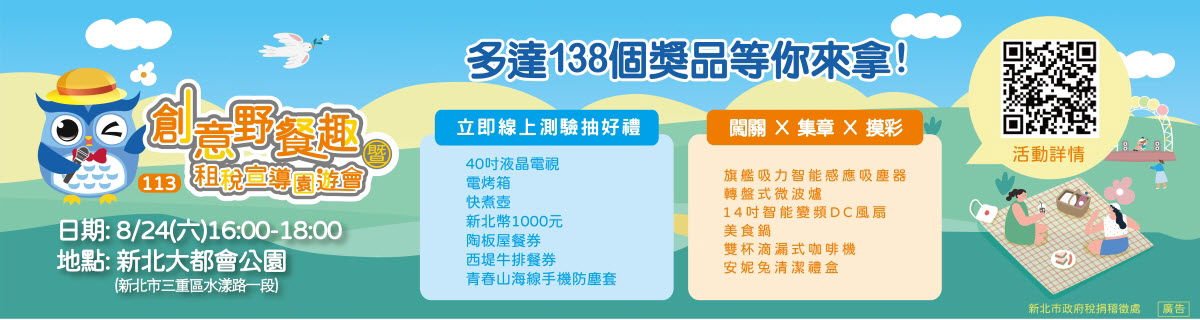 創意野餐趣
暨
113 租稅宣導園遊會
日期: 8/24(六)16:00-18:00
地點: 新北大都會公園
(新北市三重區水漾路一段)
多達138個獎品等你來拿!
立即線上測驗抽好禮
40吋液晶電視
電烤箱
快煮壺
新北幣1000元
陶板屋餐券
西堤牛排餐券
青春山海線手機防塵套
闖關 X 集章 X 摸彩
旗艦吸力智能感應吸塵器
轉盤式微波爐
14吋智能變頻DC風扇
美食鍋
雙杯滴漏式咖啡機
安妮兔清潔禮盒
活動詳情
新北市政府稅捐稽徵處
廣告